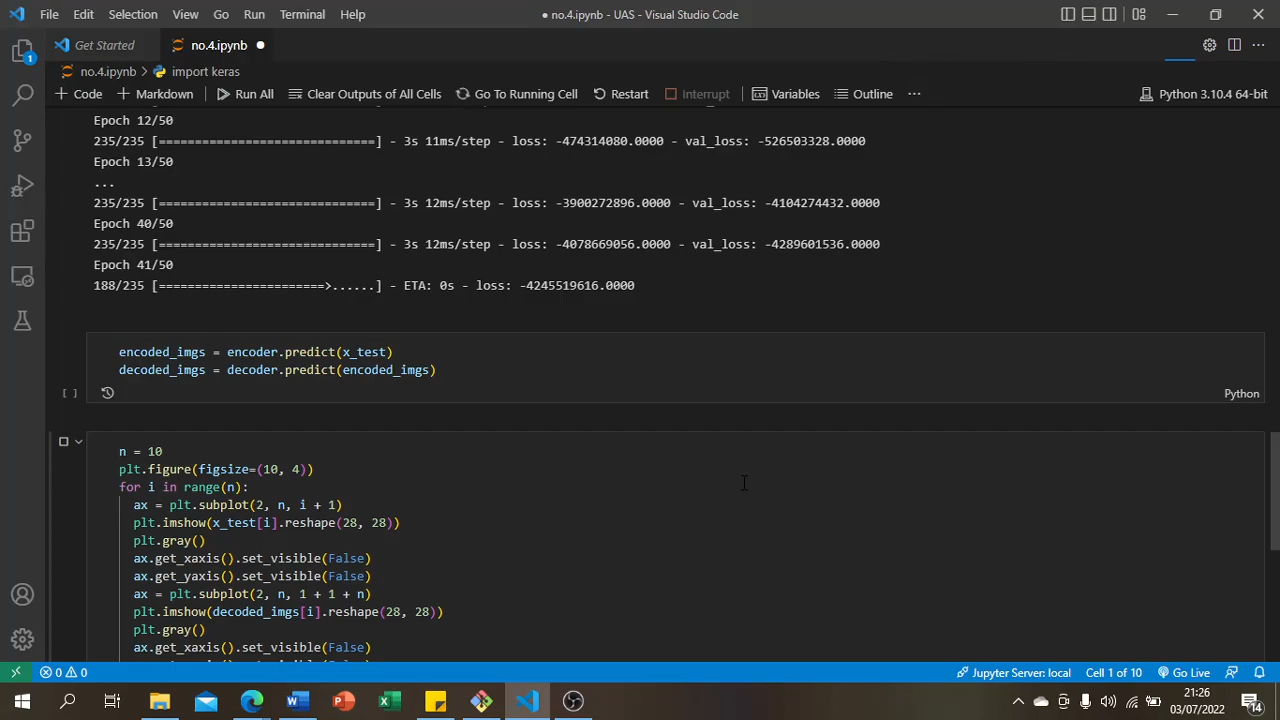 File Edit Selection View Go Run Terminal Help
● no.4.ipynb - UAS - Visual Studio Code
Get Started
no.4.ipynb ●
no.4.ipynb > import keras
+ Code + Markdown Run All Clear Outputs of All Cells Go To Running Cell Restart Interrupt Variables Outline ... Python 3.10.4 64-bit
Epoch 12/50
235/235 [==============================] - 3s 11ms/step - loss: -474314080.0000 - val_loss: -526503328.0000
Epoch 13/50
...
235/235 [==============================] - 3s 12ms/step - loss: -3900272896.0000 - val_loss: -4104274432.0000
Epoch 40/50
235/235 [==============================] - 3s 12ms/step - loss: -4078669056.0000 - val_loss: -4289601536.0000
Epoch 41/50
188/235 [=======================>......] - ETA: 0s - loss: -4245519616.0000
encoded_imgs = encoder.predict(x_test)
decoded_imgs = decoder.predict(encoded_imgs)
[ ]
Python
n = 10
plt.figure(figsize=(10, 4))
for i in range(n):
ax = plt.subplot(2, n, i + 1)
plt.imshow(x_test[i].reshape(28, 28))
plt.gray()
ax.get_xaxis().set_visible(False)
ax.get_yaxis().set_visible(False)
ax = plt.subplot(2, n, 1 + 1 + n)
plt.imshow(decoded_imgs[i].reshape(28, 28))
plt.gray()
ax.get_xaxis().set_visible(False)
0 0 Jupyter Server: local Cell 1 of 10 Go Live
21:26
03/07/2022
14
1